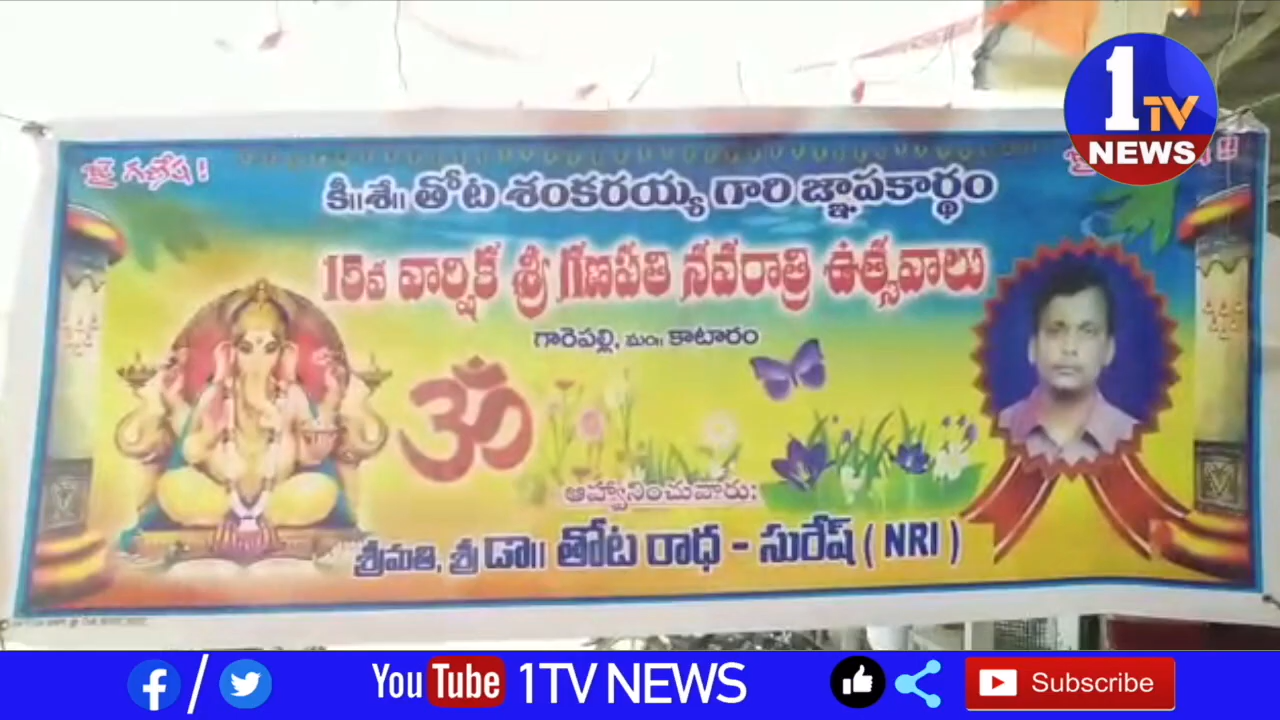 1TV
NEWS
జై గణేష !
కీ॥శే॥ తోట శంకరయ్య గారి జ్ఞాపకార్థం
15వ వార్షిక శ్రీ గణపతి నవరాత్రి ఉత్సవాలు
గారెపల్లి, మం॥ కాటారం
ॐ
ఆహ్వానించువారు:
శ్రీమతి, శ్రీ డా॥ తోట రాధ - సురేష్ ( NRI )
YouTube 1TV NEWS Subscribe